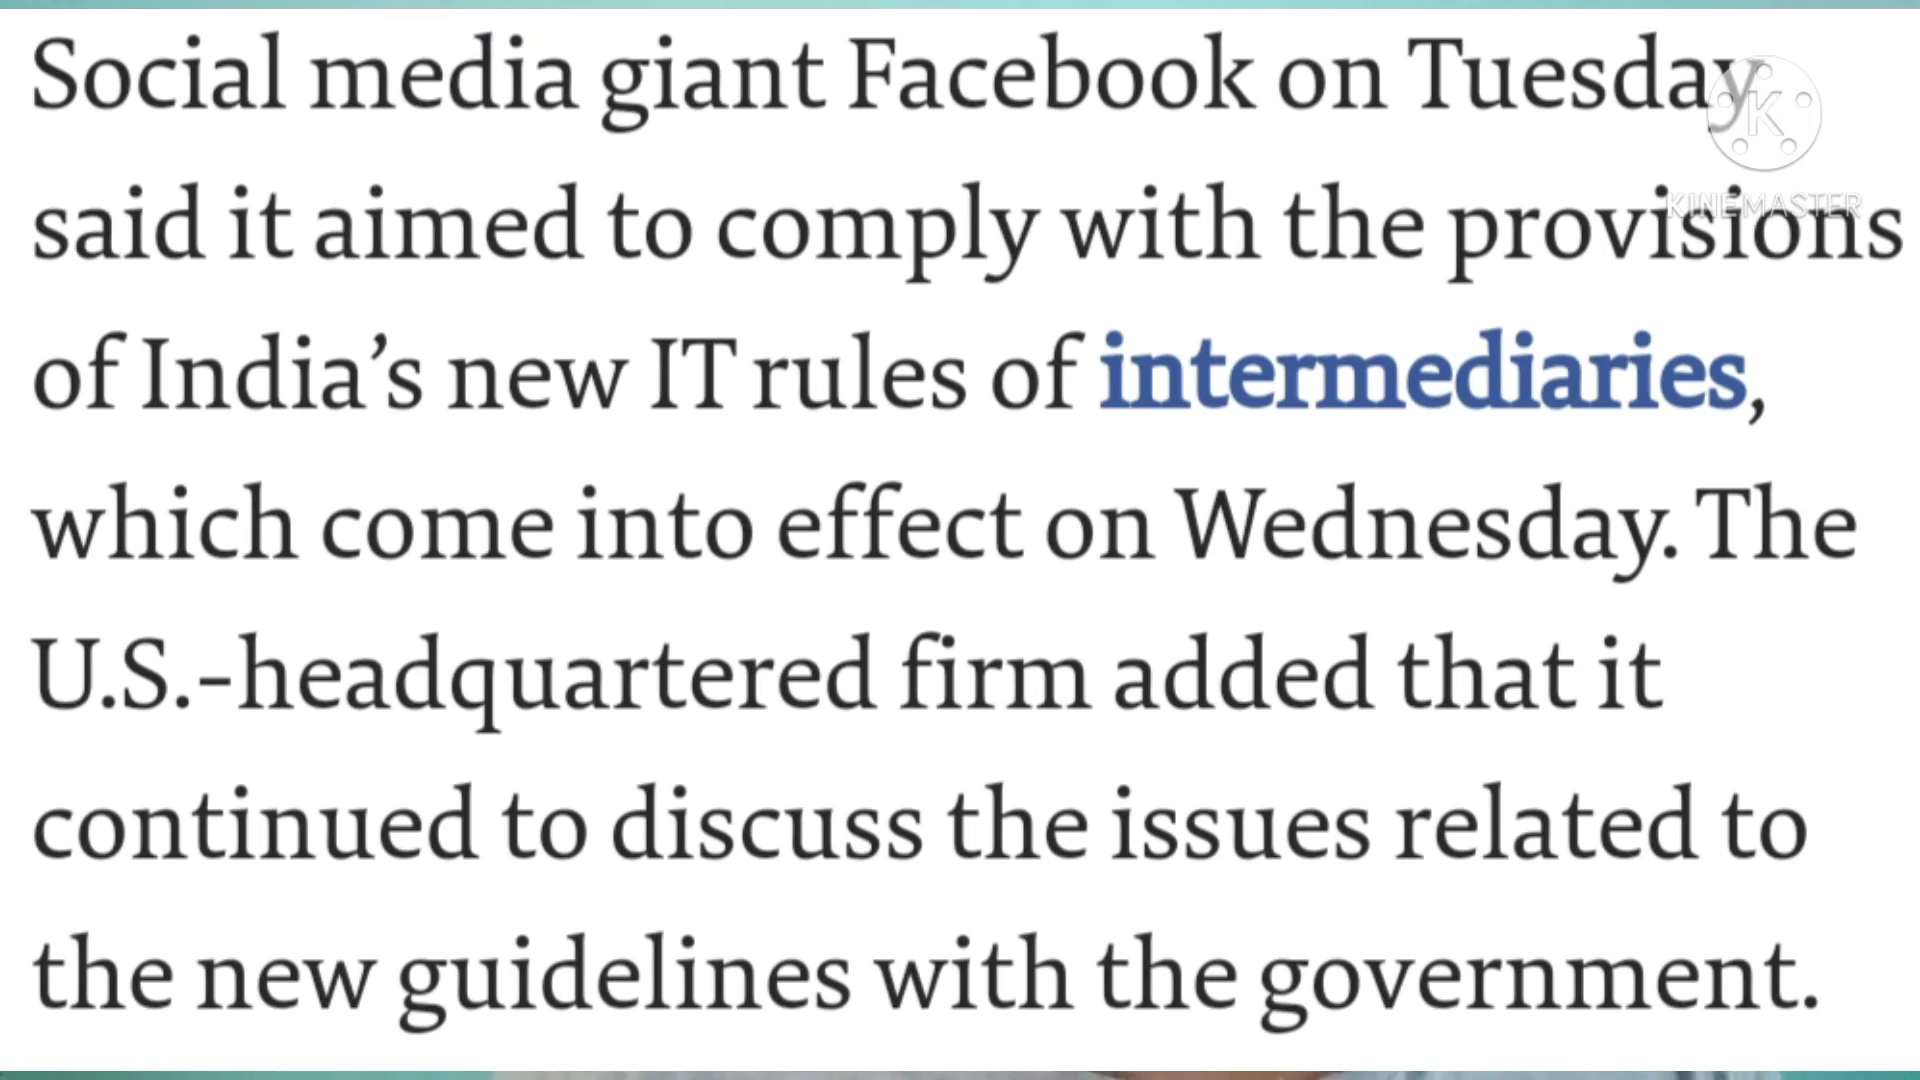 Social media giant Facebook on Tuesday
said it aimed to comply with the provisions
of India’s new IT rules of intermediaries,
which come into effect on Wednesday. The
U.S.-headquartered firm added that it
continued to discuss the issues related to
the new guidelines with the government.
K
KINEMASTER